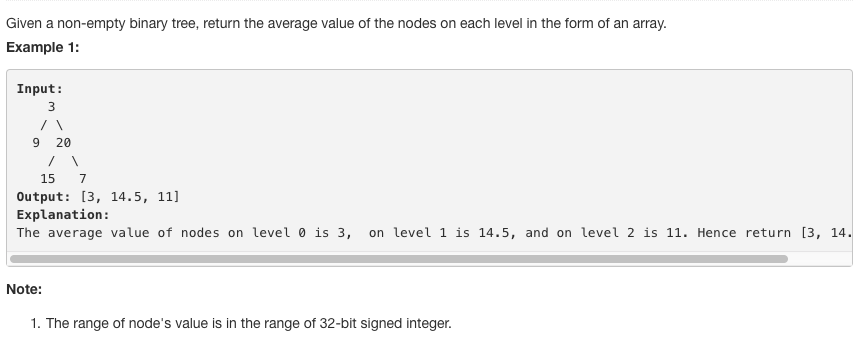 Given a non-empty binary tree, return the average value of the nodes on each level in the form of an array.
Example 1:
Input:
    3
   / \
  9  20
    /  \
   15   7
Output: [3, 14.5, 11]
Explanation:
The average value of nodes on level 0 is 3,  on level 1 is 14.5, and on level 2 is 11. Hence return [3, 14.
Note:
1. The range of node's value is in the range of 32-bit signed integer.